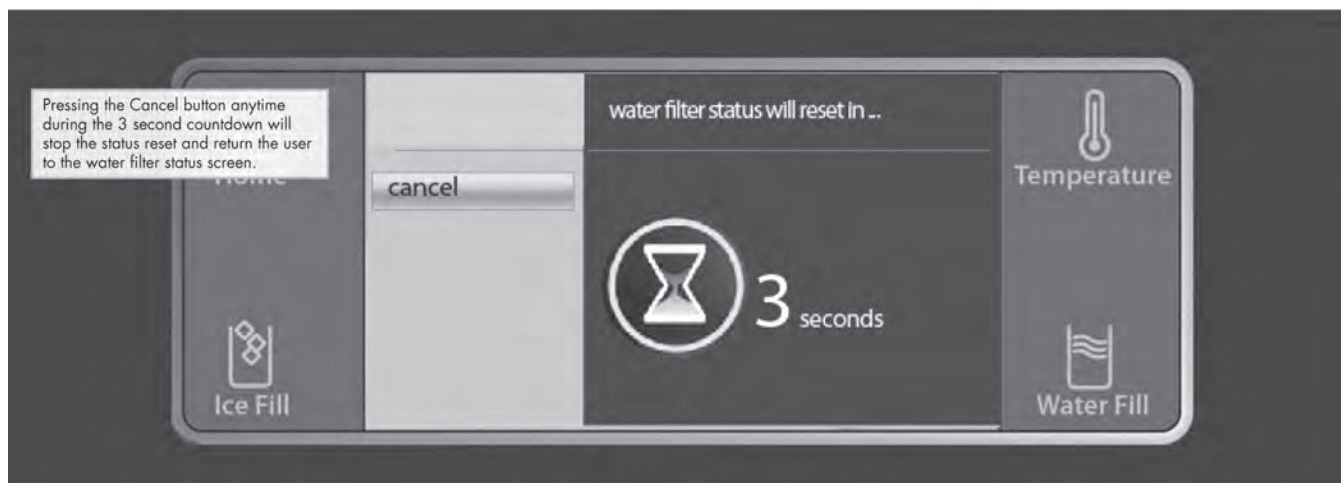 Pressing the Cancel button anytime
during the 3 second countdown will
stop the status reset and return the user
to the water filter status screen.
Home
cancel
water filter status will reset in ...
3 seconds
Temperature
Ice Fill
Water Fill